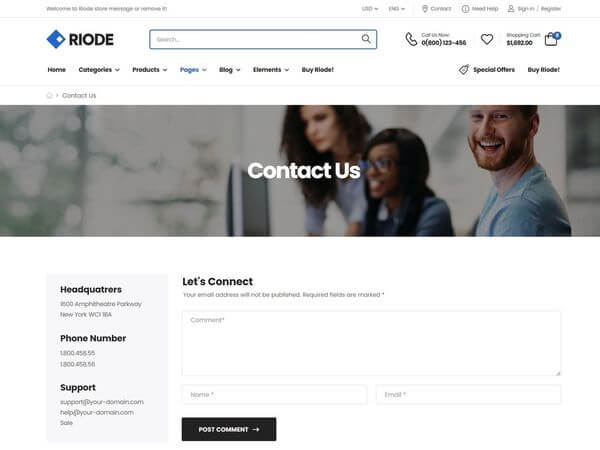 Welcome to Riode store message or remove it!
USD
ENG
Contact
Need Help
Sign in / Register
RIODE
Search...
Call Us Now:
0(800) 123-456
Shopping Cart:
$1,692.00
Home
Categories
Products
Pages
Blog
Elements
Buy Riode!
Special Offers
Buy Riode!
Contact Us
Contact Us
Headquatrers
1600 Amphitheatre Parkway
New York WC1 1BA
Phone Number
1.800.458.55
1.800.458.56
Support
support@your-domain.com
help@your-domain.com
Sale
Let's Connect
Your email address will not be published. Required fields are marked *
Comment*
Name *
Email *
POST COMMENT